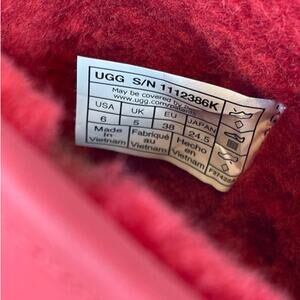 UGG S/N 1112386K
May be covered by one
www.ugg.com/patents
USA UK EU JAPAN
6 5 38 24.5
Made in Vietnam Fabriqué au Vietnam Hecho en Vietnam